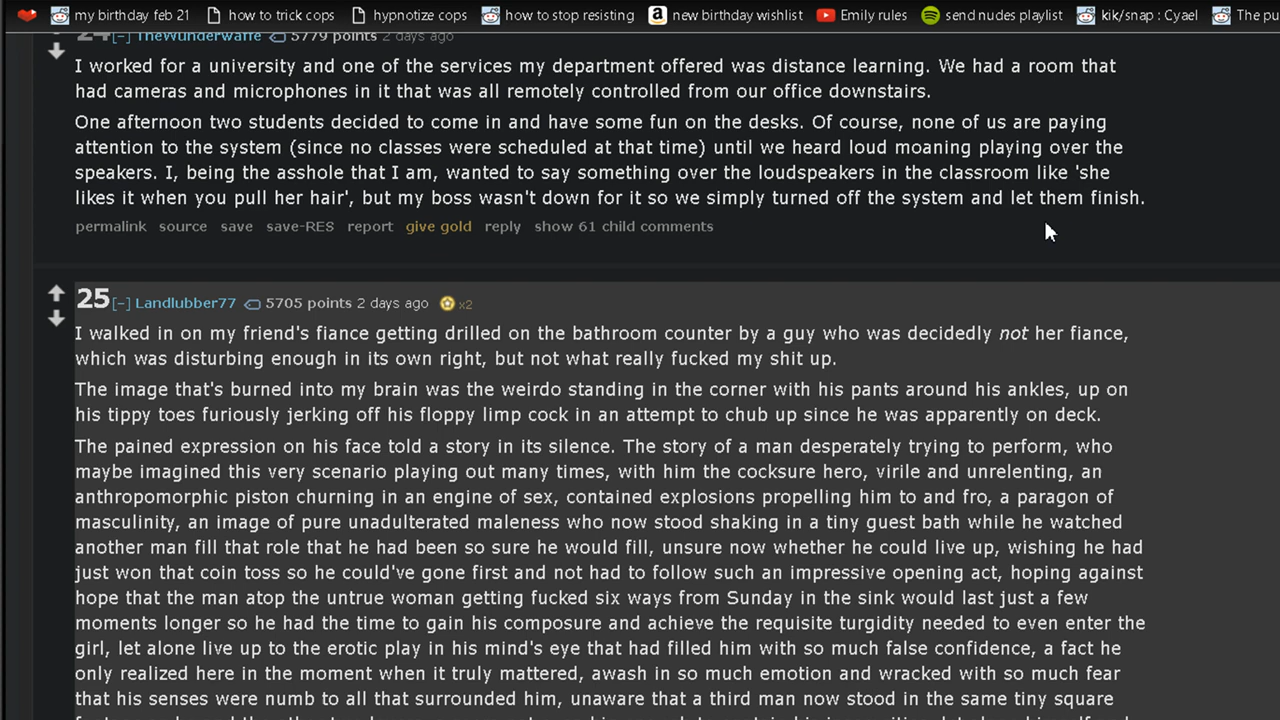 my birthday feb 21 how to trick cops hypnotize cops how to stop resisting new birthday wishlist Emily rules send nudes playlist kik/snap : Cyael The pu
24 [-] TheWunderwaffe 5779 points 2 days ago
I worked for a university and one of the services my department offered was distance learning. We had a room that
had cameras and microphones in it that was all remotely controlled from our office downstairs.
One afternoon two students decided to come in and have some fun on the desks. Of course, none of us are paying
attention to the system (since no classes were scheduled at that time) until we heard loud moaning playing over the
speakers. I, being the asshole that I am, wanted to say something over the loudspeakers in the classroom like 'she
likes it when you pull her hair', but my boss wasn't down for it so we simply turned off the system and let them finish.
permalink source save save-RES report give gold reply show 61 child comments
25 [-] Landlubber77 5705 points 2 days ago x2
I walked in on my friend's fiance getting drilled on the bathroom counter by a guy who was decidedly not her fiance,
which was disturbing enough in its own right, but not what really fucked my shit up.
The image that's burned into my brain was the weirdo standing in the corner with his pants around his ankles, up on
his tippy toes furiously jerking off his floppy limp cock in an attempt to chub up since he was apparently on deck.
The pained expression on his face told a story in its silence. The story of a man desperately trying to perform, who
maybe imagined this very scenario playing out many times, with him the cocksure hero, virile and unrelenting, an
anthropomorphic piston churning in an engine of sex, contained explosions propelling him to and fro, a paragon of
masculinity, an image of pure unadulterated maleness who now stood shaking in a tiny guest bath while he watched
another man fill that role that he had been so sure he would fill, unsure now whether he could live up, wishing he had
just won that coin toss so he could've gone first and not had to follow such an impressive opening act, hoping against
hope that the man atop the untrue woman getting fucked six ways from Sunday in the sink would last just a few
moments longer so he had the time to gain his composure and achieve the requisite turgidity needed to even enter the
girl, let alone live up to the erotic play in his mind's eye that had filled him with so much false confidence, a fact he
only realized here in the moment when it truly mattered, awash in so much emotion and wracked with so much fear
that his senses were numb to all that surrounded him, unaware that a third man now stood in the same tiny square